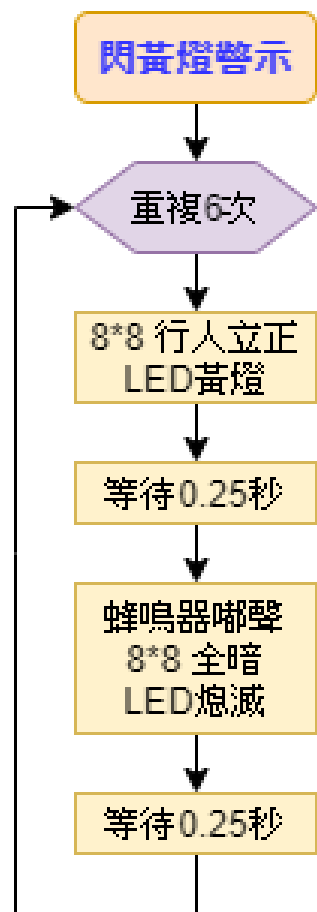 閃黃燈警示
重複6次
8*8 行人立正
LED黃燈
等待0.25秒
蜂鳴器嘟聲
8*8 全暗
LED熄滅
等待0.25秒